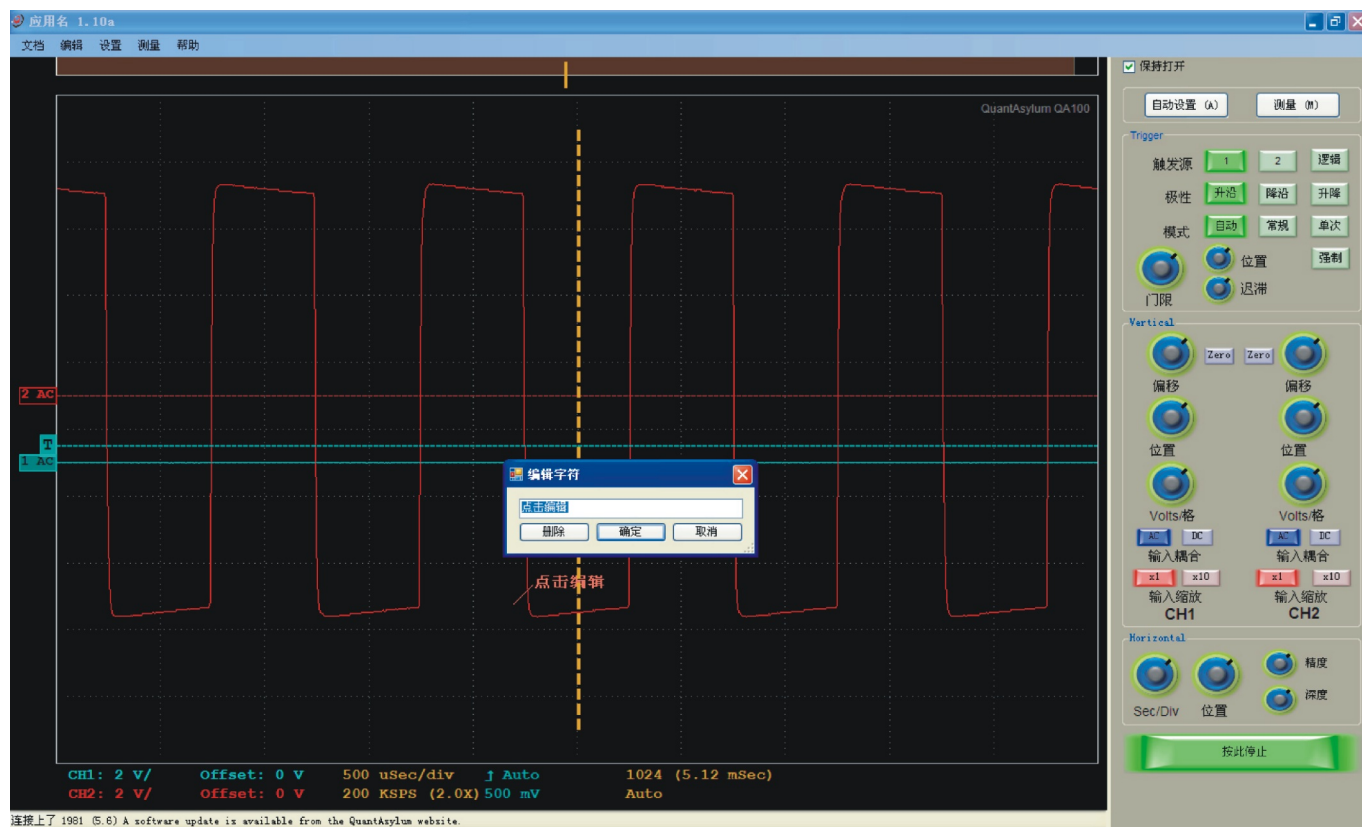 应用名 1.10a
文档 编辑 设置 测量 帮助
QuantAsylum QA100
2 AC
T
1 AC
编辑字符
点击编辑
删除 确定 取消
点击编辑
CH1: 2 V/ Offset: 0 V 500 uSec/div Auto 1024 (5.12 mSec)
CH2: 2 V/ Offset: 0 V 200 KSPS (2.0X) 500 mV Auto
连接上了 1981 (5.6) A software update is available from the QuantAsylum website.
保持打开
自动设置 (A) 测量 (M)
Trigger
触发源 1 2 逻辑
极性 升沿 降沿 升降
模式 自动 常规 单次
位置 强制
门限 迟滞
Vertical
Zero Zero
偏移 偏移
位置 位置
Volts/格 Volts/格
AC DC AC DC
输入耦合 输入耦合
x1 x10 x1 x10
输入缩放 输入缩放
CH1 CH2
Horizontal
精度
深度
Sec/Div 位置
按此停止